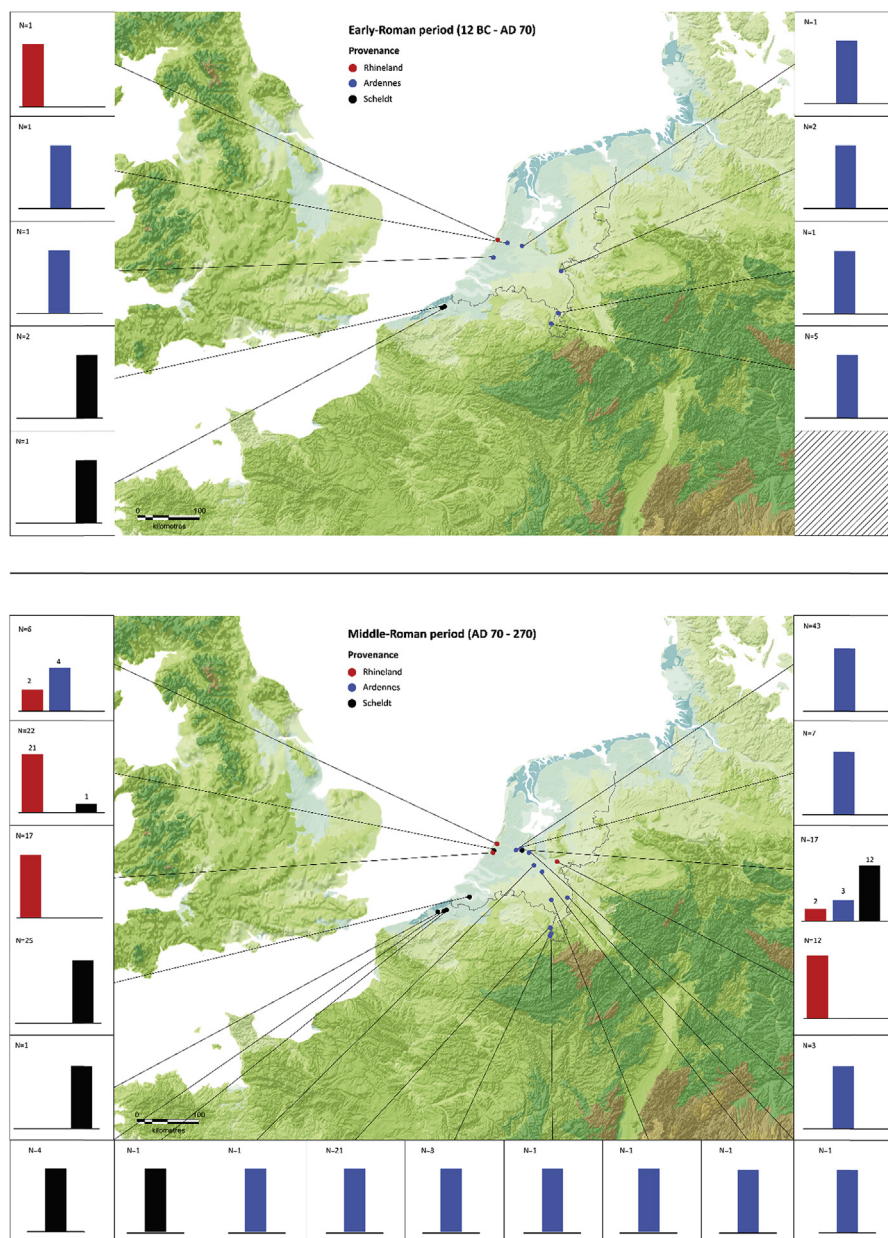 Early-Roman period (12 BC - AD 70)
Provenance
Rhineland
Ardennes
Scheldt
N=1
N=1
N=1
N=2
N=1
N=1
N=2
N=1
N=5
0 100
kilometres
Middle-Roman period (AD 70 - 270)
Provenance
Rhineland
Ardennes
Scheldt
N=6
2 4
N=22
21 1
N=17
N=25
N=1
N=43
N=7
N=17
2 3 12
N=12
N=3
0 100
kilometres
N=4 N=1 N=1 N=21 N=3 N=1 N=1 N=1 N=1